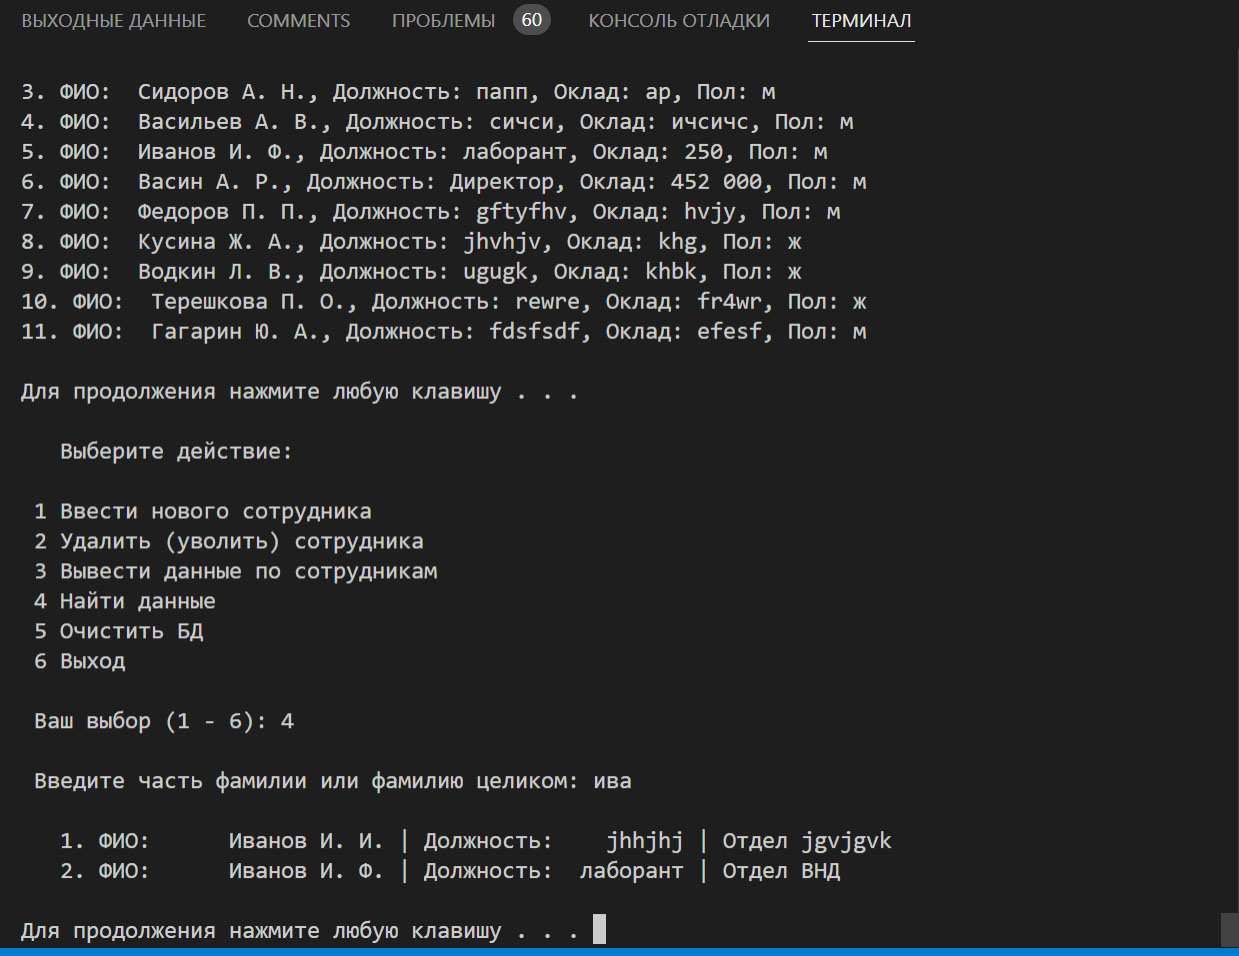 ВЫХОДНЫЕ ДАННЫЕ COMMENTS ПРОБЛЕМЫ 60 КОНСОЛЬ ОТЛАДКИ ТЕРМИНАЛ
3. ФИО: Сидоров А. Н., Должность: папп, Оклад: ар, Пол: м
4. ФИО: Васильев А. В., Должность: сичси, Оклад: ичсичс, Пол: м
5. ФИО: Иванов И. Ф., Должность: лаборант, Оклад: 250, Пол: м
6. ФИО: Васин А. Р., Должность: Директор, Оклад: 452 000, Пол: м
7. ФИО: Федоров П. П., Должность: gftyfhv, Оклад: hvjy, Пол: м
8. ФИО: Кусина Ж. А., Должность: jhvhjv, Оклад: khg, Пол: ж
9. ФИО: Водкин Л. В., Должность: ugugk, Оклад: khbk, Пол: ж
10. ФИО: Терешкова П. О., Должность: rewre, Оклад: fr4wr, Пол: ж
11. ФИО: Гагарин Ю. А., Должность: fdsfsdf, Оклад: efesf, Пол: м
Для продолжения нажмите любую клавишу . . .
Выберите действие:
1 Ввести нового сотрудника
2 Удалить (уволить) сотрудника
3 Вывести данные по сотрудникам
4 Найти данные
5 Очистить БД
6 Выход
Ваш выбор (1 - 6): 4
Введите часть фамилии или фамилию целиком: ива
1. ФИО: Иванов И. И. | Должность: jhhjhj | Отдел jgvjgvk
2. ФИО: Иванов И. Ф. | Должность: лаборант | Отдел ВНД
Для продолжения нажмите любую клавишу . . .